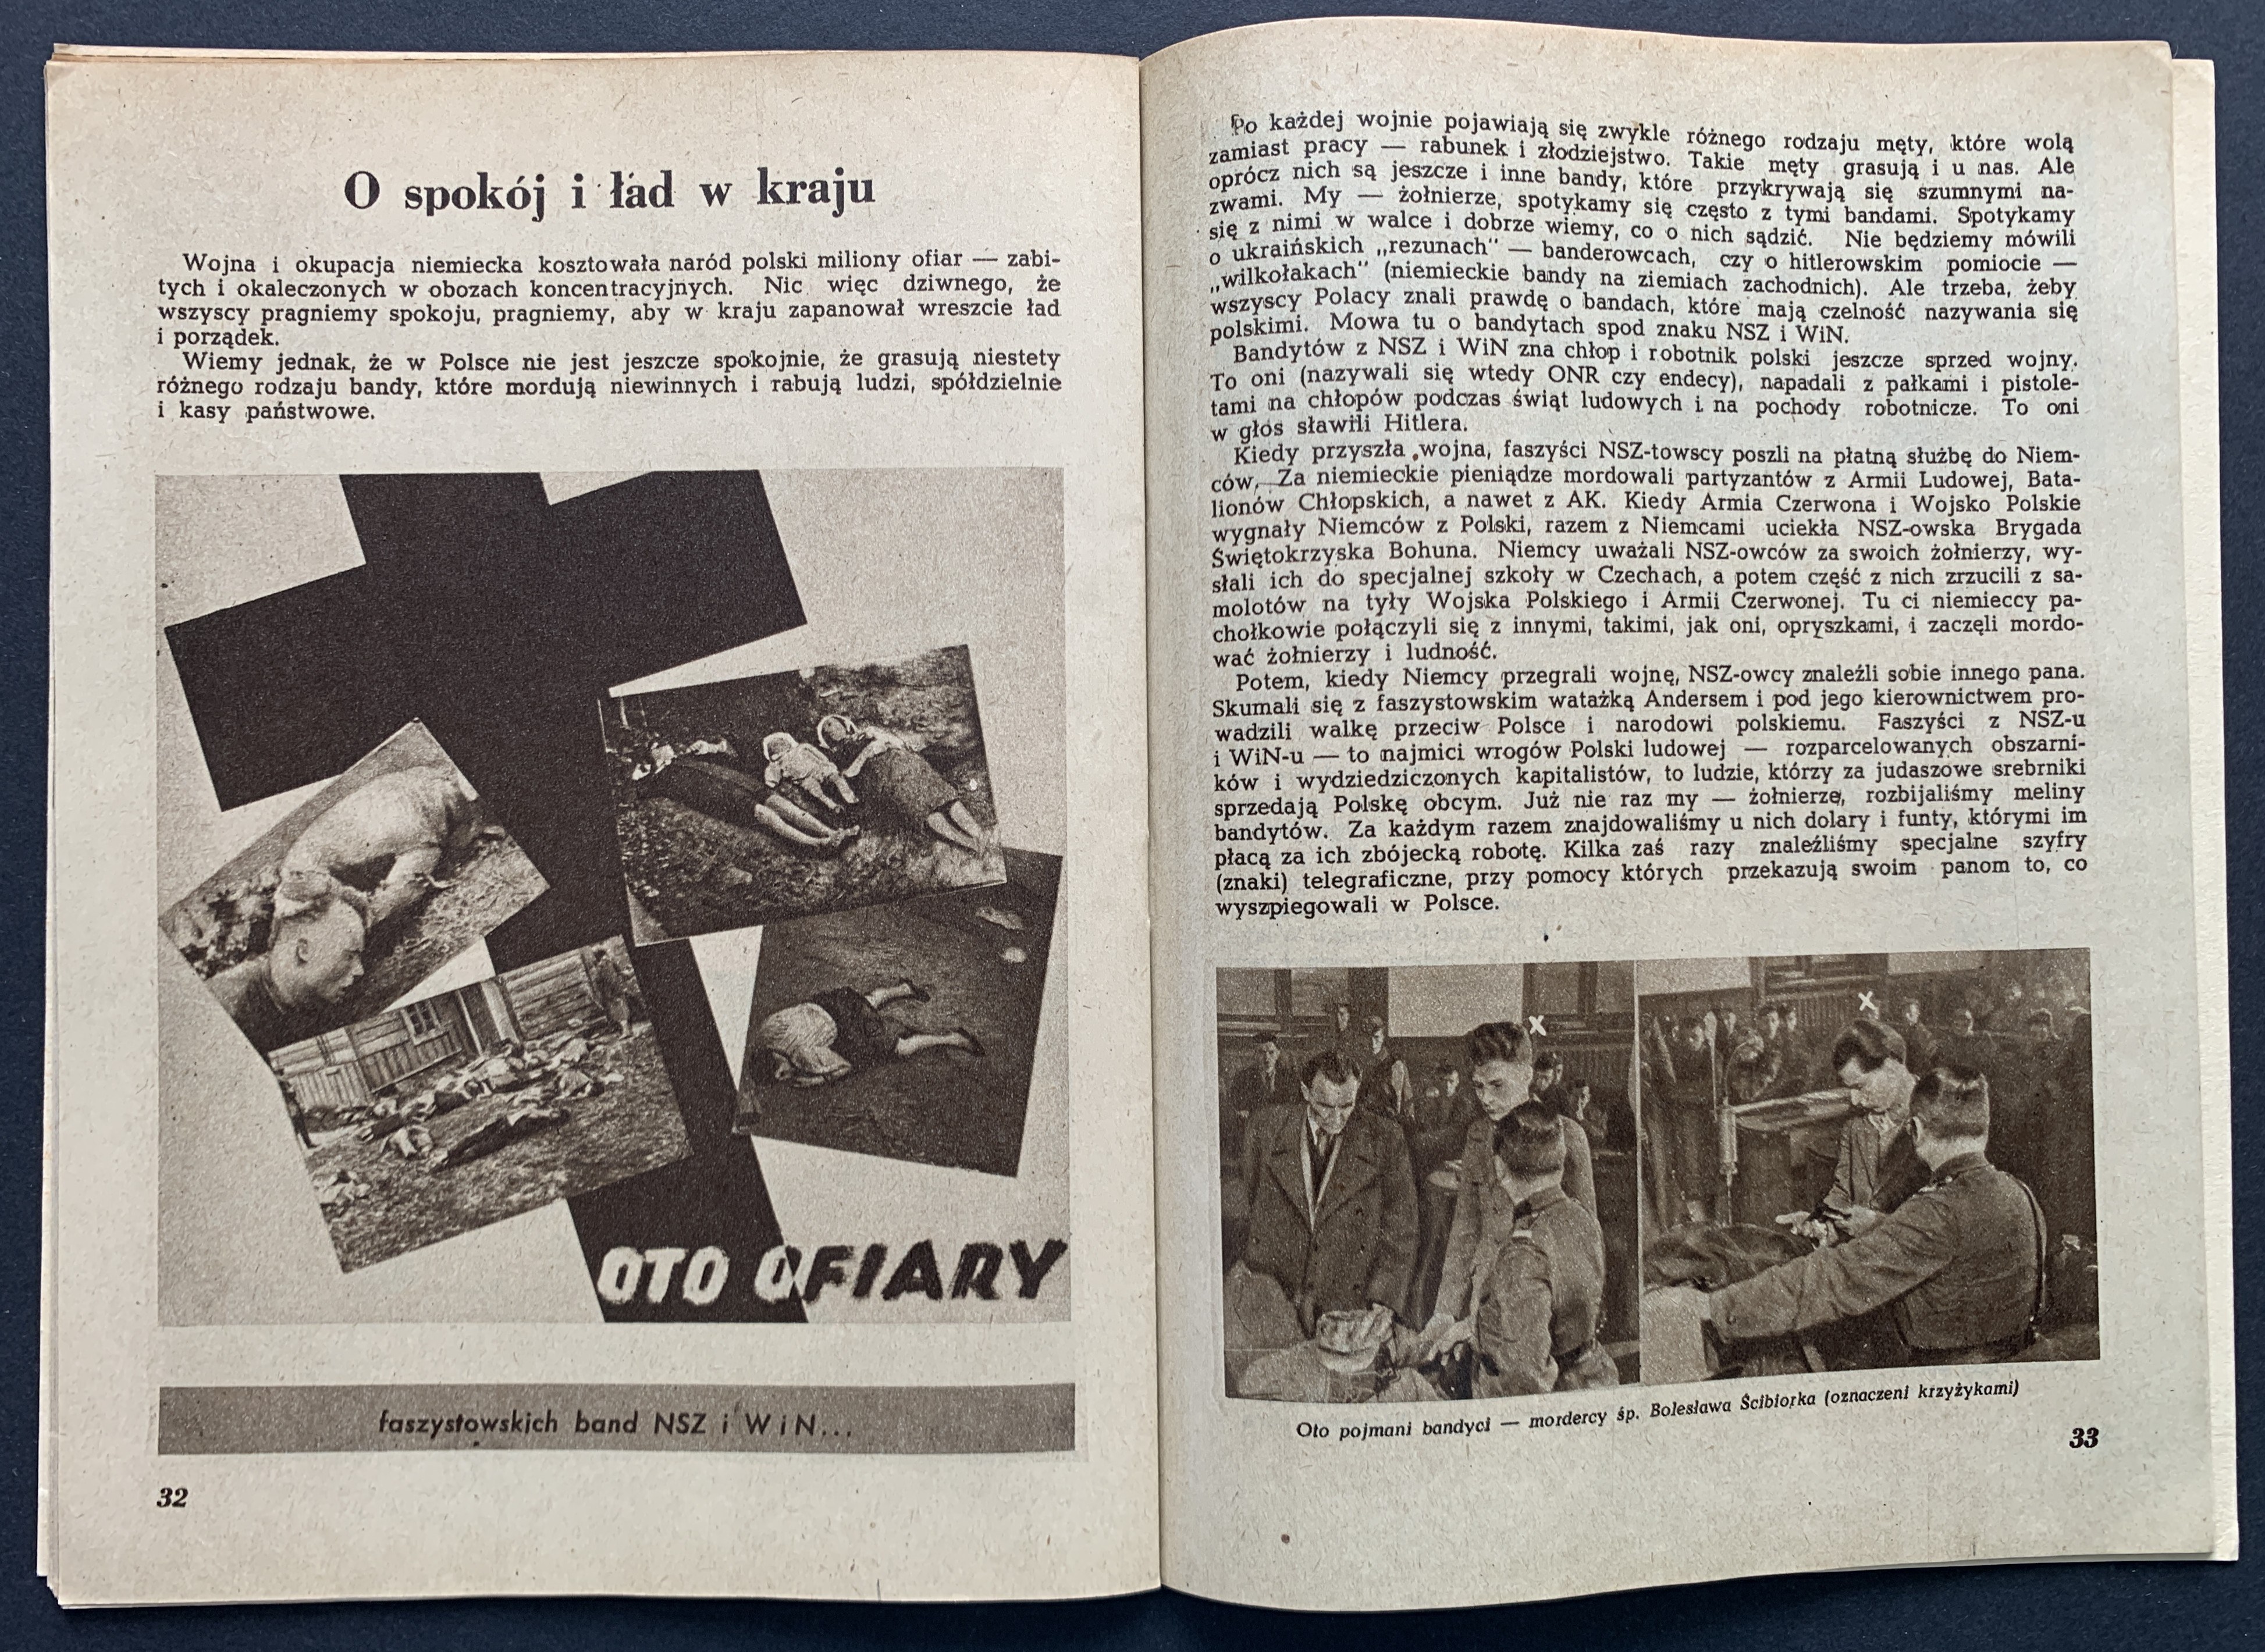 O spokój i ład w kraju
Wojna i okupacja niemiecka kosztowała naród polski miliony ofiar — zabi-
tych i okaleczonych w obozach koncentracyjnych. Nic więc dziwnego, że
wszyscy pragniemy spokoju, pragniemy, aby w kraju zapanował wreszcie ład
i porządek.
Wiemy jednak, że w Polsce nie jest jeszcze spokojnie, że grasują niestety
różnego rodzaju bandy, które mordują niewinnych i rabują ludzi, spółdzielnie
i kasy państwowe.
OTO OFIARY
faszystowskich band NSZ i WiN...
32
Po każdej wojnie pojawiają się zwykle różnego rodzaju męty, które wolą
zamiast pracy — rabunek i złodziejstwo. Takie męty grasują i u nas. Ale
oprócz nich są jeszcze i inne bandy, które przykrywają się szumnymi na-
zwami. My — żołnierze, spotykamy się często z tymi bandami. Spotykamy
się z nimi w walce i dobrze wiemy, co o nich sądzić. Nie będziemy mówili
o ukraińskich „rezunach" — banderowcach, czy o hitlerowskim pomiocie —
„wilkołakach" (niemieckie bandy na ziemiach zachodnich). Ale trzeba, żeby
wszyscy Polacy znali prawdę o bandach, które mają czelność nazywania się
polskimi. Mowa tu o bandytach spod znaku NSZ i WiN.
Bandytów z NSZ i WiN zna chłop i robotnik polski jeszcze sprzed wojny.
To oni (nazywali się wtedy ONR czy endecy), napadali z pałkami i pistole-
tami na chłopów podczas świąt ludowych i na pochody robotnicze. To oni
w głos sławili Hitlera.
Kiedy przyszła wojna, faszyści NSZ-towscy poszli na płatną służbę do Niem-
ców. Za niemieckie pieniądze mordowali partyzantów z Armii Ludowej, Bata-
lionów Chłopskich, a nawet z AK. Kiedy Armia Czerwona i Wojsko Polskie
wygnały Niemców z Polski, razem z Niemcami uciekła NSZ-owska Brygada
Świętokrzyska Bohuna. Niemcy uważali NSZ-owców za swoich żołnierzy, wy-
słali ich do specjalnej szkoły w Czechach, a potem część z nich zrzucili z sa-
molotów na tyły Wojska Polskiego i Armii Czerwonej. Tu ci niemieccy pa-
chołkowie połączyli się z innymi, takimi, jak oni, opryszkami, i zaczęli mordo-
wać żołnierzy i ludność.
Potem, kiedy Niemcy przegrali wojnę, NSZ-owcy znaleźli sobie innego pana.
Skumali się z faszystowskim watażką Andersem i pod jego kierownictwem pro-
wadzili walkę przeciw Polsce i narodowi polskiemu. Faszyści z NSZ-u
i WiN-u — to najmici wrogów Polski ludowej — rozparcelowanych obszarni-
ków i wydziedziczonych kapitalistów, to ludzie, którzy za judaszowe srebrniki
sprzedają Polskę obcym. Już nie raz my — żołnierze, rozbijaliśmy meliny
bandytów. Za każdym razem znajdowaliśmy u nich dolary i funty, którymi im
płacą za ich zbójecką robotę. Kilka zaś razy znaleźliśmy specjalne szyfry
(znaki) telegraficzne, przy pomocy których przekazują swoim panom to, co
wyszpiegowali w Polsce.
Oto pojmani bandyci — mordercy śp. Bolesława Ścibiorka (oznaczeni krzyżykami)
33